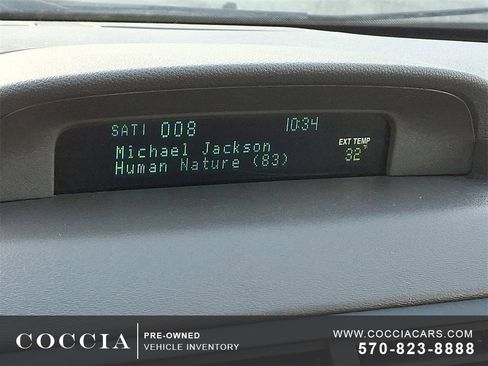 SAT1 008 10:34
Michael Jackson
EXT TEMP
Human Nature (83)
32°F
COCCIA
PRE-OWNED
VEHICLE INVENTORY
WWW.COCCIACARS.COM
570-823-8888